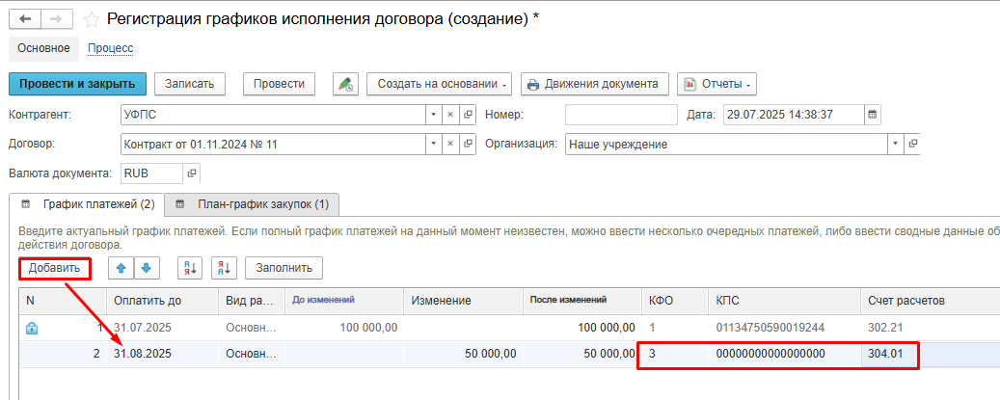 Регистрация графиков исполнения договора (создание) *
Основное Процесс
Провести и закрыть Записать Провести Создать на основании Движения документа Отчеты
Контрагент: УФПС Номер: Дата: 29.07.2025 14:38:37
Договор: Контракт от 01.11.2024 № 11 Организация: Наше учреждение
Валюта документа: RUB
График платежей (2) План-график закупок (1)
Введите актуальный график платежей. Если полный график платежей на данный момент неизвестен, можно ввести несколько очередных платежей, либо ввести сводные данные об
действия договора.
Добавить Заполнить
N Оплатить до Вид ра... До изменений Изменение После изменений КФО КПС Счет расчетов
1 31.07.2025 Основн... 100 000,00 100 000,00 1 01134750590019244 302.21
2 31.08.2025 Основн... 50 000,00 50 000,00 3 00000000000000000 304.01